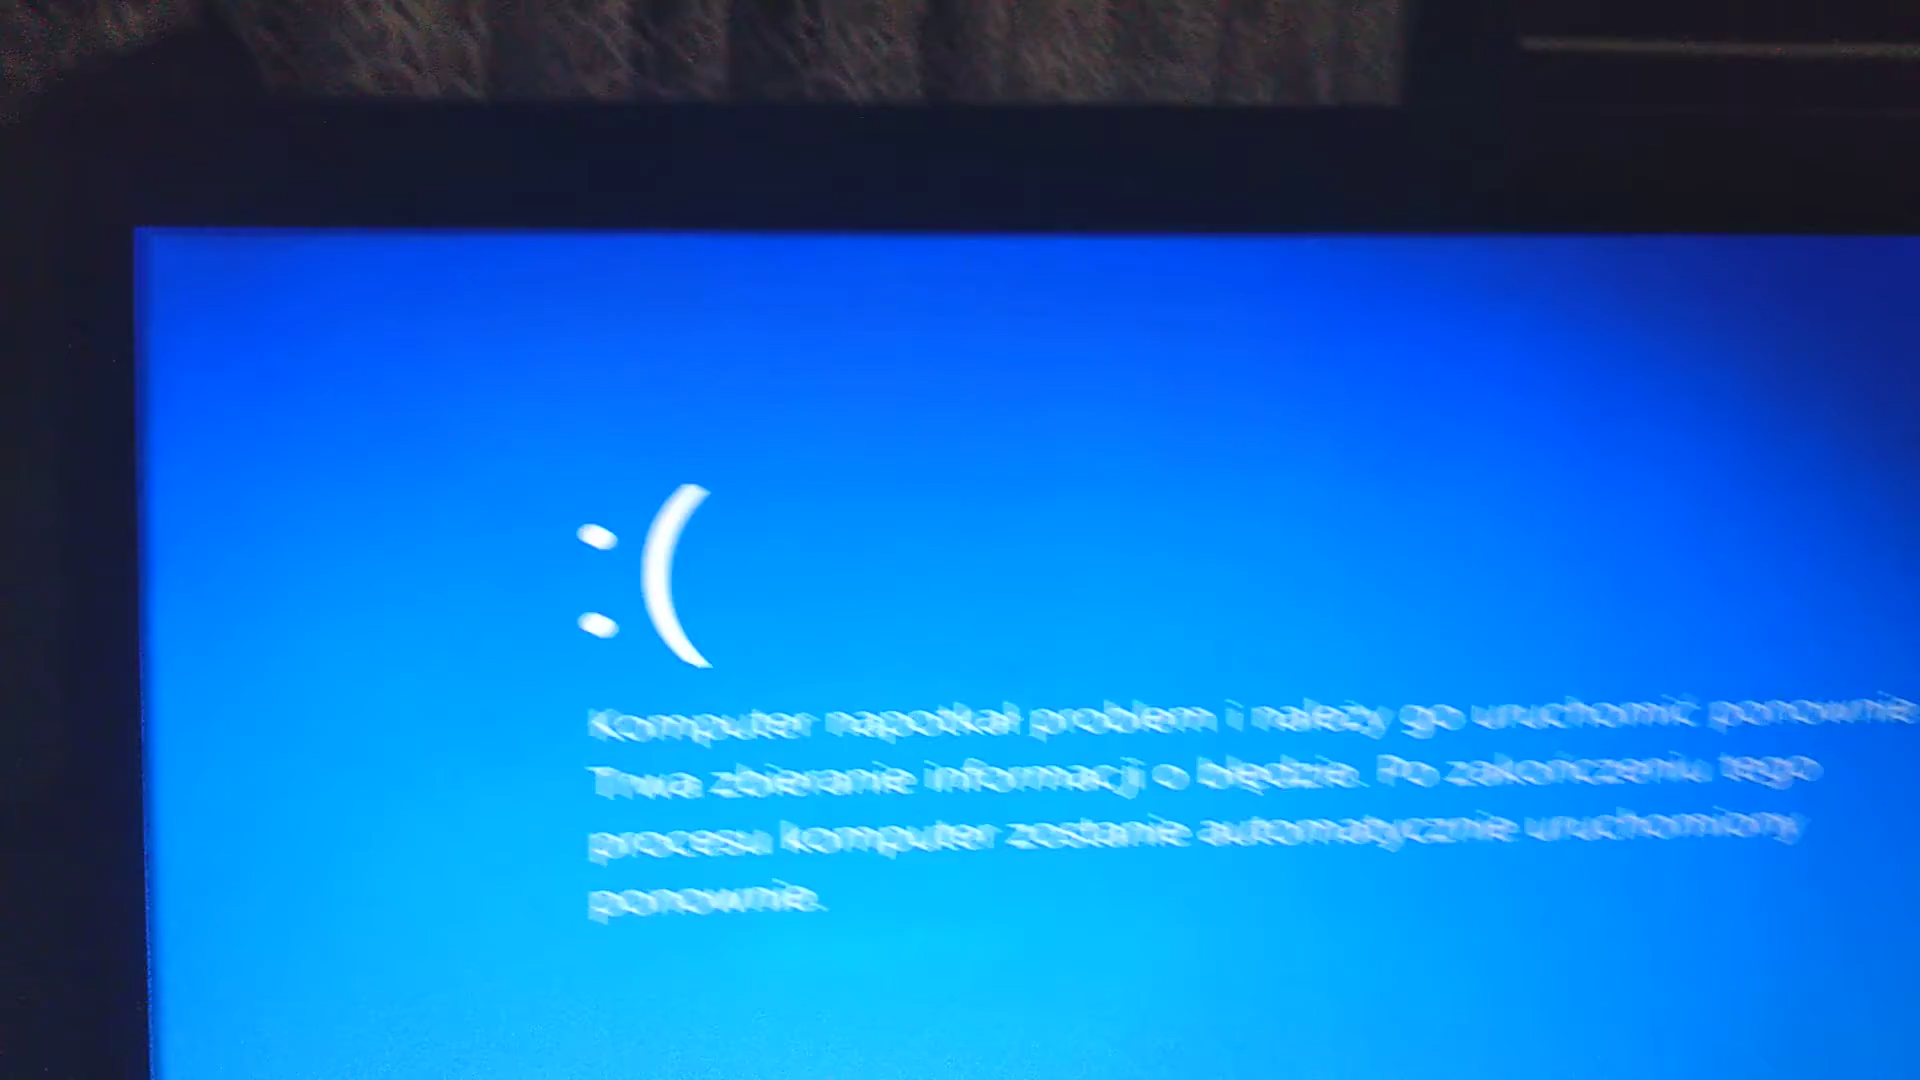 :(
Komputer napotkał problem i należy go uruchomić ponownie.
Trwa zbieranie informacji o błędzie. Po zakończeniu tego
procesu komputer zostanie automatycznie uruchomiony
ponownie.